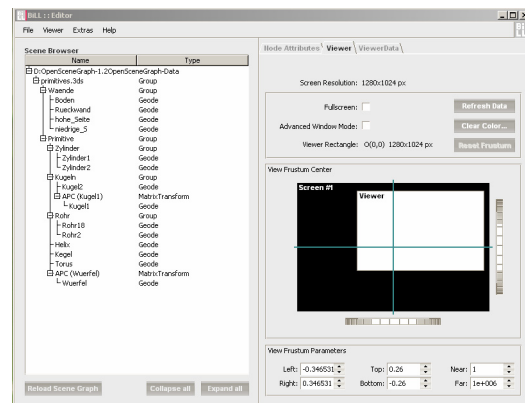 BiLL :: Editor
File Viewer Extras Help
Scene Browser
Name Type
D:OpenSceneGraph-1.2OpenSceneGraph-Data
primitives.3ds Group
Waende Group
Boden Geode
Rueckwand Geode
hohe_Seite Geode
niedrige_S Geode
Primitive Group
Zylinder Group
Zylinder1 Geode
Zylinder2 Geode
Kugeln Group
Kugel2 Geode
APC (Kugel1) MatrixTransform
Kugel1 Geode
Rohr Group
Rohr18 Geode
Rohr2 Geode
Helix Geode
Kegel Geode
Torus Geode
APC (Wuerfel) MatrixTransform
Wuerfel Geode
Reload Scene Graph Collapse all Expand all
Node Attributes Viewer ViewerData
Screen Resolution: 1280x1024 px
Fullscreen: Refresh Data
Advanced Window Mode: Clear Color...
Viewer Rectangle: O(0,0) 1280x1024 px Reset Frustum
View Frustum Center
Screen #1
Viewer
View Frustum Parameters
Left: -0.346531 Top: 0.26 Near: 1
Right: 0.346531 Bottom: -0.26 Far: 1e+006